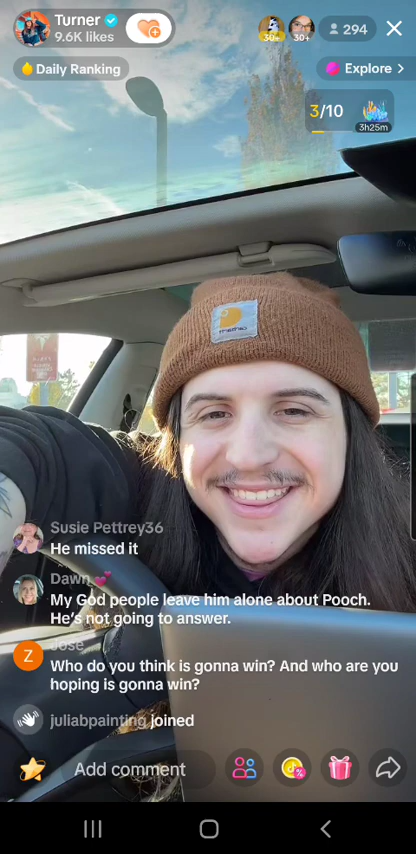 Turner
9.6K likes
30+
30+
294
Daily Ranking
Explore
3/10
3h25m
Susie Pettrey36
He missed it
Dawn 💕
My God people leave him alone about Pooch.
He's not going to answer.
Z
Jose
Who do you think is gonna win? And who are you
hoping is gonna win?
juliabpainting joined
Add comment